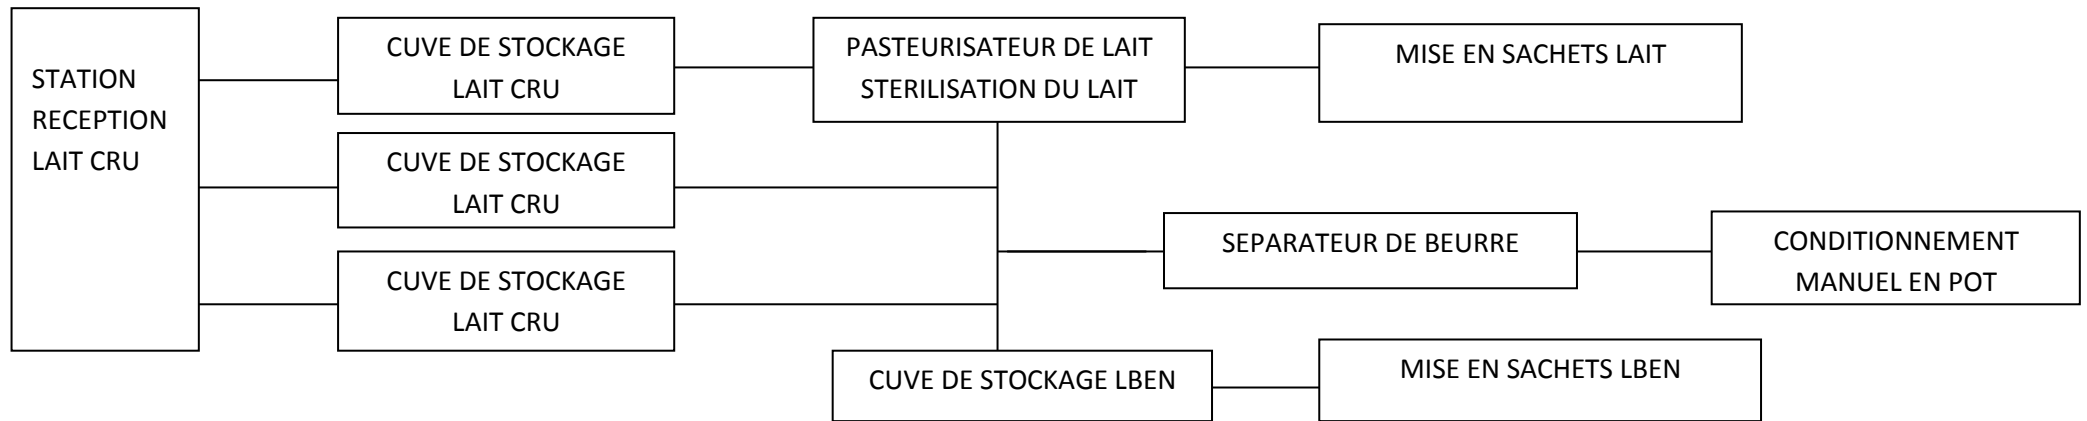 STATION
RECEPTION
LAIT CRU
CUVE DE STOCKAGE
LAIT CRU
CUVE DE STOCKAGE
LAIT CRU
CUVE DE STOCKAGE
LAIT CRU
PASTEURISATEUR DE LAIT
STERILISATION DU LAIT
MISE EN SACHETS LAIT
SEPARATEUR DE BEURRE
CONDITIONNEMENT
MANUEL EN POT
CUVE DE STOCKAGE LBEN
MISE EN SACHETS LBEN